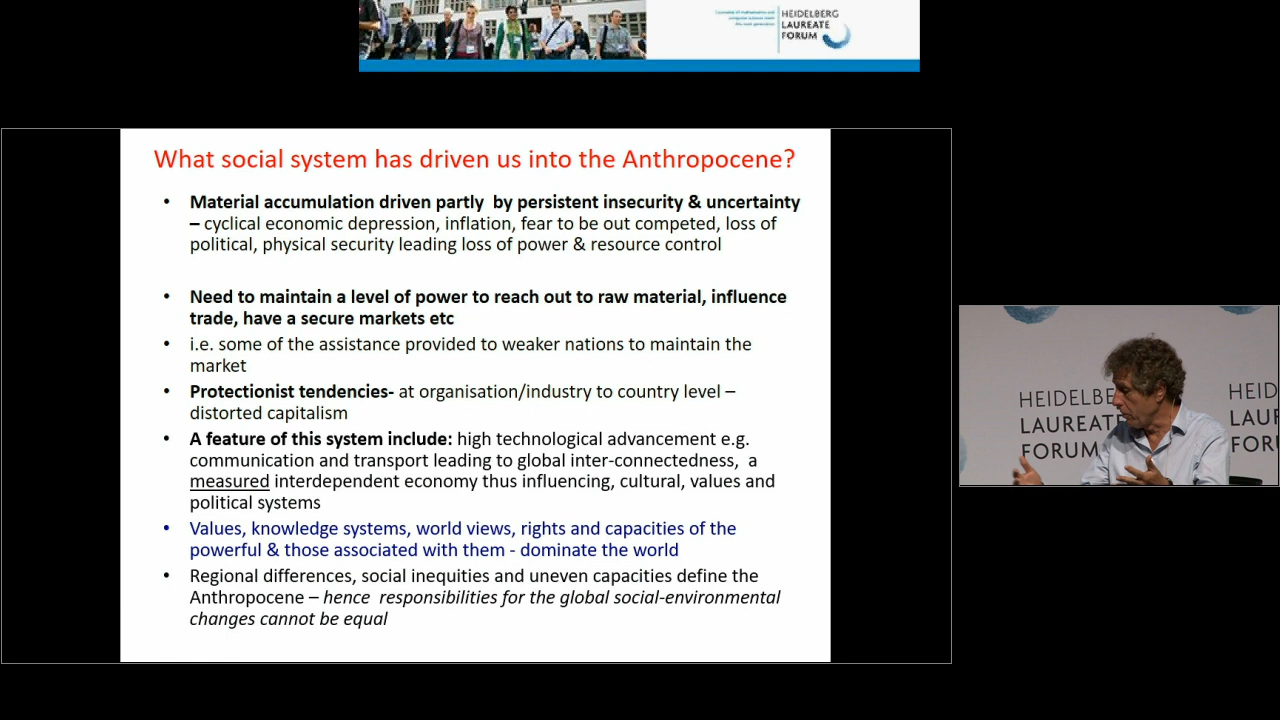 HEIDELBERG
LAUREATE
FORUM
What social system has driven us into the Anthropocene?
• Material accumulation driven partly by persistent insecurity & uncertainty
– cyclical economic depression, inflation, fear to be out competed, loss of
political, physical security leading loss of power & resource control
• Need to maintain a level of power to reach out to raw material, influence
trade, have a secure markets etc
• i.e. some of the assistance provided to weaker nations to maintain the
market
• Protectionist tendencies- at organisation/industry to country level –
distorted capitalism
• A feature of this system include: high technological advancement e.g.
communication and transport leading to global inter-connectedness, a
measured interdependent economy thus influencing, cultural, values and
political systems
• Values, knowledge systems, world views, rights and capacities of the
powerful & those associated with them - dominate the world
• Regional differences, social inequities and uneven capacities define the
Anthropocene – hence responsibilities for the global social-environmental
changes cannot be equal
HEIDELBE
LAUREATE
FORUM
HEID
LAUR
FOR